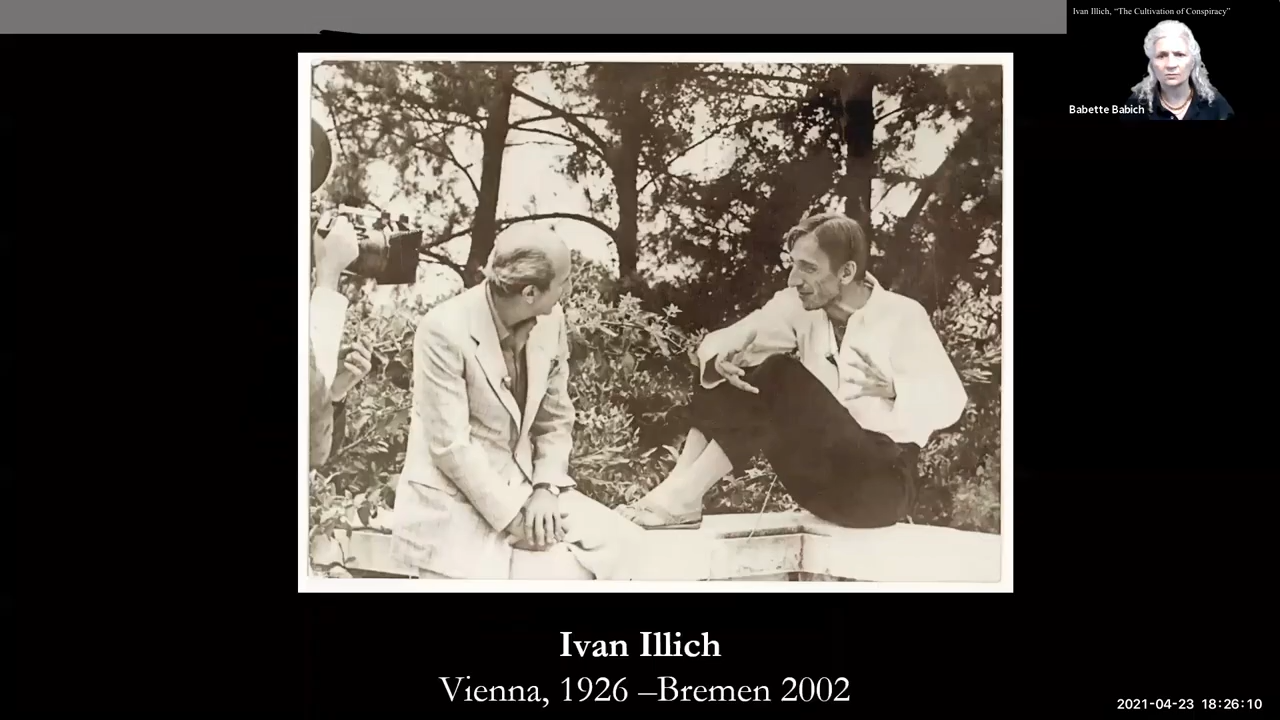 Ivan Illich, “The Cultivation of Conspiracy”
Babette Babich
Ivan Illich
Vienna, 1926 –Bremen 2002
2021-04-23 18:26:10